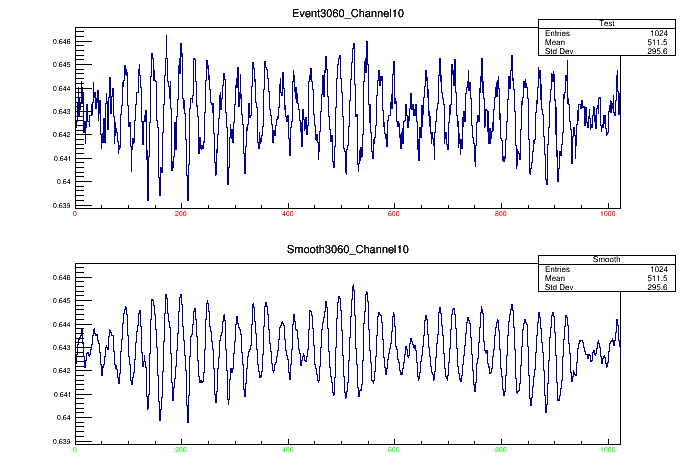 Event3060_Channel10
Test
Entries 1024
Mean 511.5
Std Dev 295.6
0.646
0.645
0.644
0.643
0.642
0.641
0.64
0.639
0 200 400 600 800 1000
Smooth3060_Channel10
Smooth
Entries 1024
Mean 511.5
Std Dev 295.6
0.646
0.645
0.644
0.643
0.642
0.641
0.64
0.639
0 200 400 600 800 1000